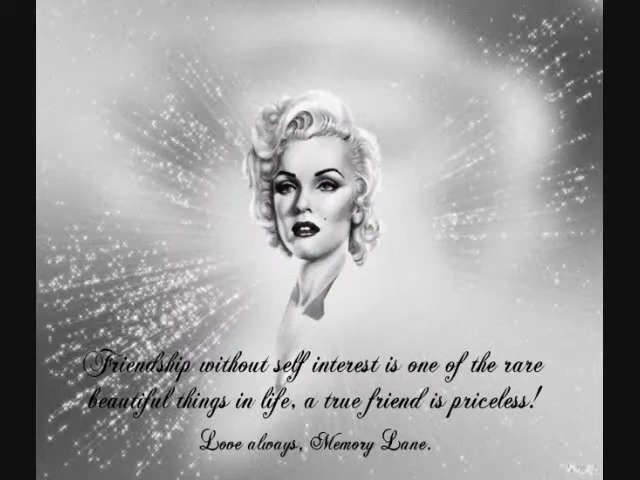 Friendship without self interest is one of the rare
beautiful things in life, a true friend is priceless!
Love always, Memory Lane.